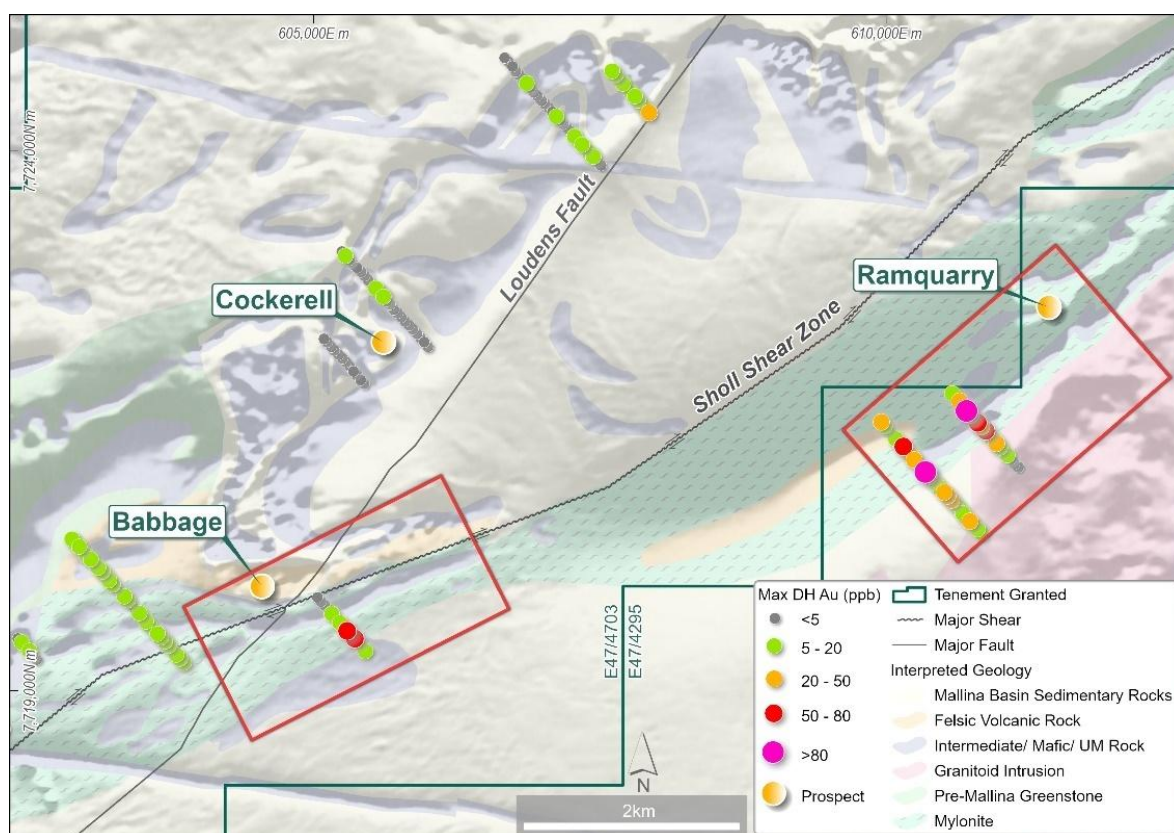 605,000E m
610,000E m
7,724,000N m
7,719,000N m
Loudens Fault
Cockerell
Ramquarry
Sholl Shear Zone
Babbage
E47/4703
E47/4295
N
2km
Max DH Au (ppb)
<5
5 - 20
20 - 50
50 - 80
>80
Prospect
Tenement Granted
Major Shear
Major Fault
Interpreted Geology
Mallina Basin Sedimentary Rocks
Felsic Volcanic Rock
Intermediate/ Mafic/ UM Rock
Granitoid Intrusion
Pre-Mallina Greenstone
Mylonite